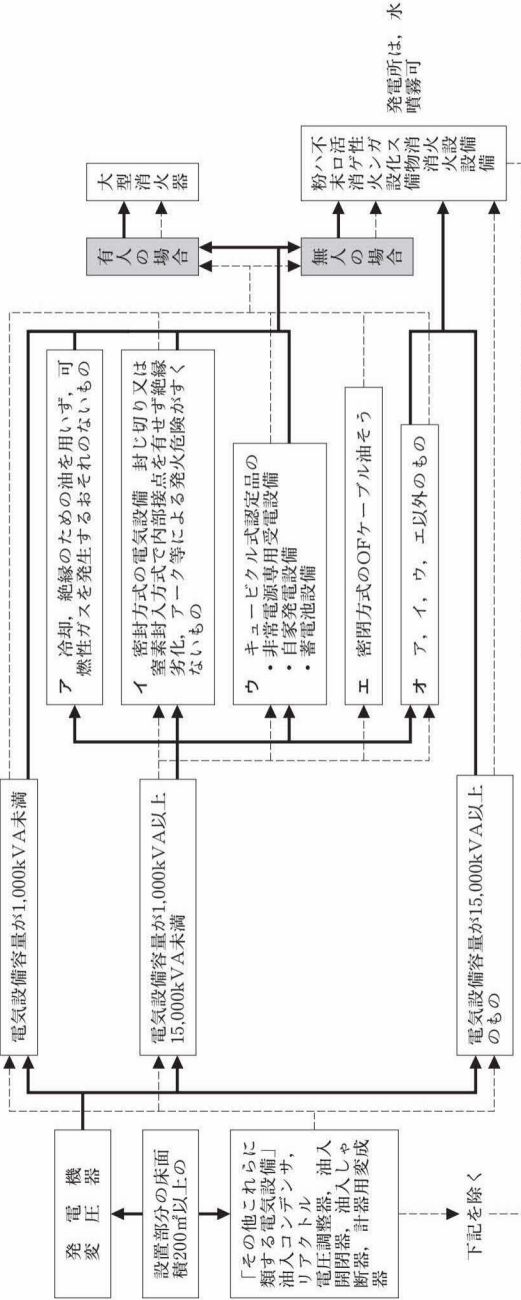 発電機
変圧器
設置部分の床面
積200㎡以上の
「その他これらに
類する電気設備」
油入コンデンサ,
リアクトル
電圧調整器, 油入
開閉器, 油入しゃ
断器, 計器用変成
器
下記を除く
電気設備容量が1,000kVA未満
電気設備容量が1,000kVA以上
15,000kVA未満
電気設備容量が15,000kVA以上
のもの
ア 冷却, 絶縁のための油を用いず, 可
燃性ガスを発生するおそれのないもの
イ 密封方式の電気設備 封じ切り又は
窒素封入方式で内部接点を有せず絶縁
劣化, アーク等による発火危険がすく
ないもの
ウ キュービクル式認定品の
・非常電源専用受電設備
・自家発電設備
・蓄電池設備
エ 密閉方式のOFケーブル油そう
オ ア, イ, ウ, エ以外のもの
有人の場合
無人の場合
大型消火器
粉末消火設備
ハロゲン化物消火設備
不活性ガス消火設備
発電所は, 水
噴霧可